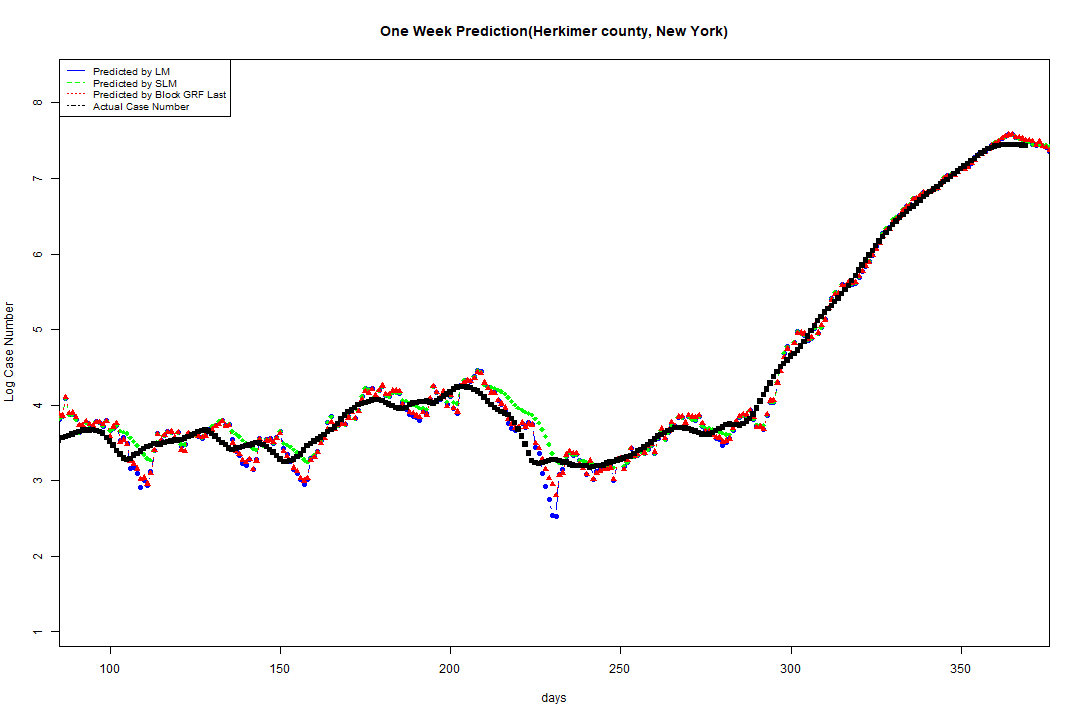 One Week Prediction(Herkimer county, New York)
Predicted by LM
Predicted by SLM
Predicted by Block GRF Last
Actual Case Number
Log Case Number
8
7
6
5
4
3
2
1
100 150 200 250 300 350
days